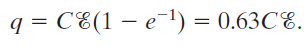 q = Cℰ(1 − e⁻¹) = 0.63Cℰ.